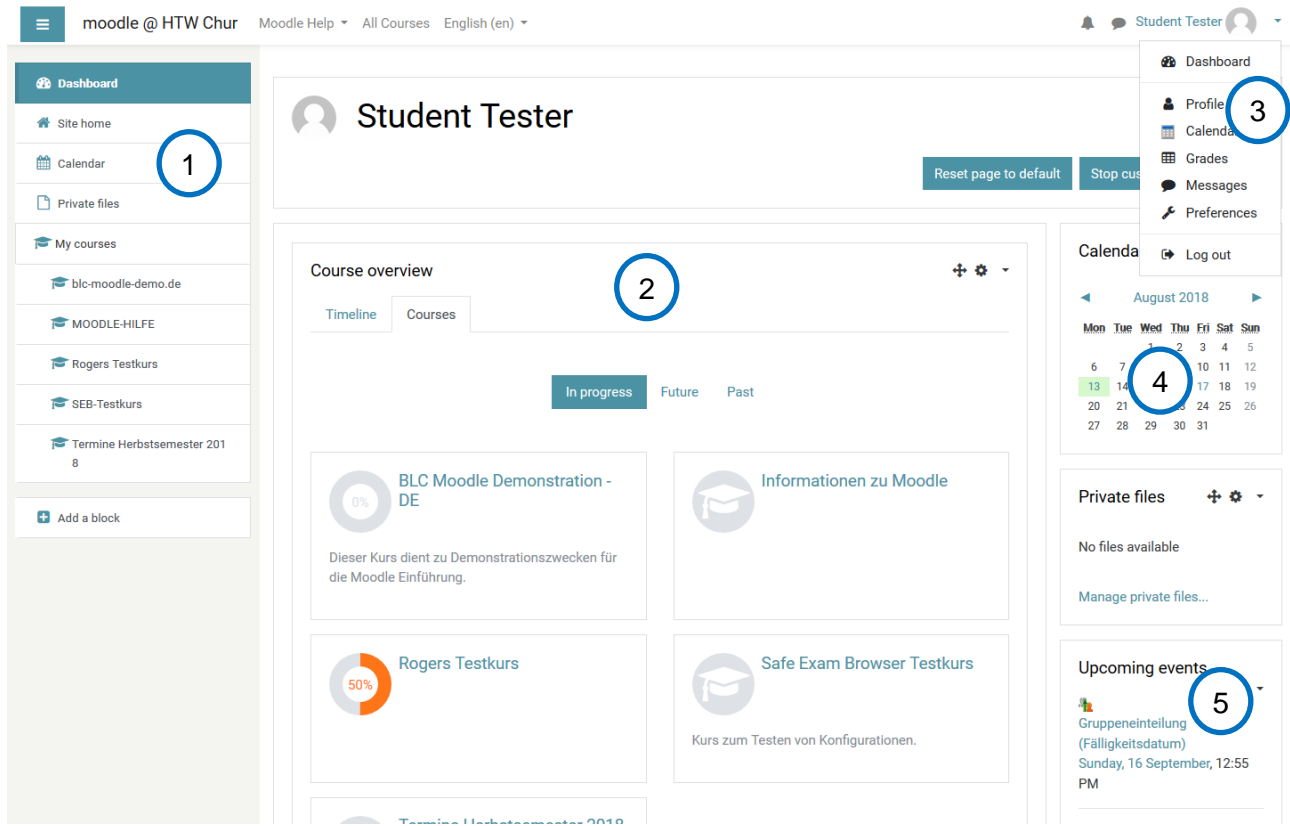 moodle @ HTW Chur Moodle Help All Courses English (en) Student Tester
Dashboard
Site home
Calendar
Private files
My courses
blc-moodle-demo.de
MOODLE-HILFE
Rogers Testkurs
SEB-Testkurs
Termine Herbstsemester 201
8
Add a block
1
Student Tester
Reset page to default Stop cus
Dashboard
Profile
Calenda
Grades
Messages
Preferences
Log out
3
Course overview
2
Timeline Courses
In progress Future Past
0%
BLC Moodle Demonstration -
DE
Dieser Kurs dient zu Demonstrationszwecken für
die Moodle Einführung.
Informationen zu Moodle
50%
Rogers Testkurs
Safe Exam Browser Testkurs
Kurs zum Testen von Konfigurationen.
Termine Herbstsemester 2018
Calenda
August 2018
Mon Tue Wed Thu Fri Sat Sun
1 2 3 4 5
6 7 10 11 12
13 14 17 18 19
20 21 23 24 25 26
27 28 29 30 31
4
Private files
No files available
Manage private files...
Upcoming events
5
Gruppeneinteilung
(Fälligkeitsdatum)
Sunday, 16 September, 12:55
PM